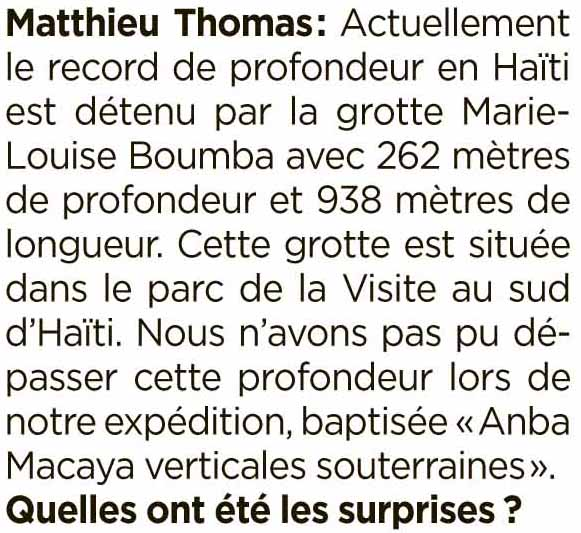 Matthieu Thomas: Actuellement
le record de profondeur en Haïti
est détenu par la grotte Marie-
Louise Boumba avec 262 mètres
de profondeur et 938 mètres de
longueur. Cette grotte est située
dans le parc de la Visite au sud
d’Haïti. Nous n’avons pas pu dé-
passer cette profondeur lors de
notre expédition, baptisée «Anba
Macaya verticales souterraines».
Quelles ont été les surprises ?